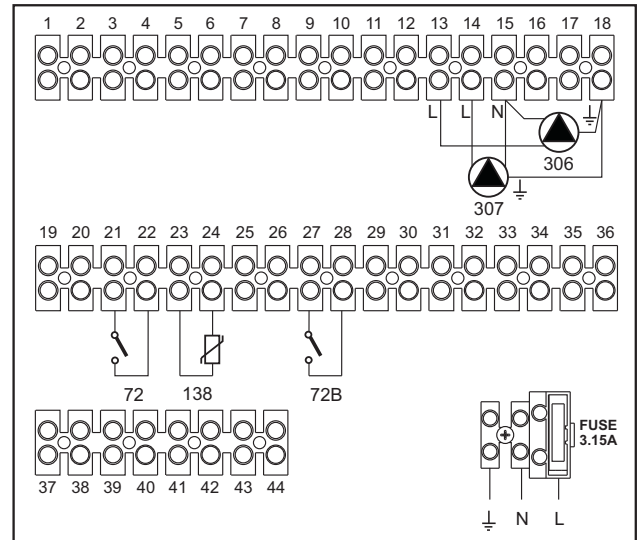 1 2 3 4 5 6 7 8 9 10 11 12 13 14 15 16 17 18
L L N
306
307
19 20 21 22 23 24 25 26 27 28 29 30 31 32 33 34 35 36
72 138 72B
FUSE
3.15A
37 38 39 40 41 42 43 44
N L